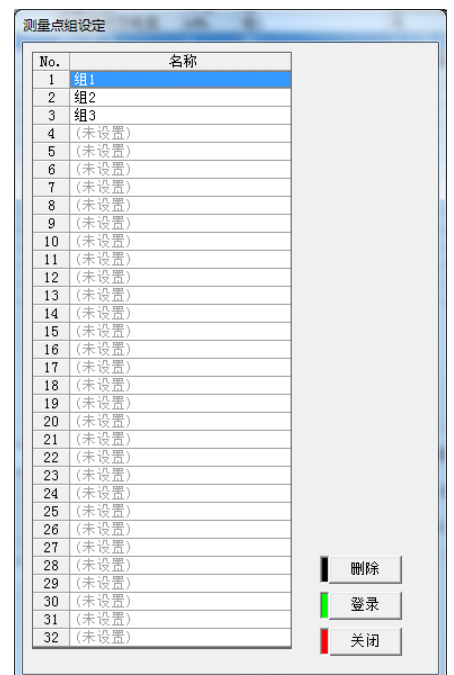 测量点组设定
No. 名称
1 组1
2 组2
3 组3
4 (未设置)
5 (未设置)
6 (未设置)
7 (未设置)
8 (未设置)
9 (未设置)
10 (未设置)
11 (未设置)
12 (未设置)
13 (未设置)
14 (未设置)
15 (未设置)
16 (未设置)
17 (未设置)
18 (未设置)
19 (未设置)
20 (未设置)
21 (未设置)
22 (未设置)
23 (未设置)
24 (未设置)
25 (未设置)
26 (未设置)
27 (未设置)
28 (未设置)
29 (未设置)
30 (未设置)
31 (未设置)
32 (未设置)
删除
登录
关闭